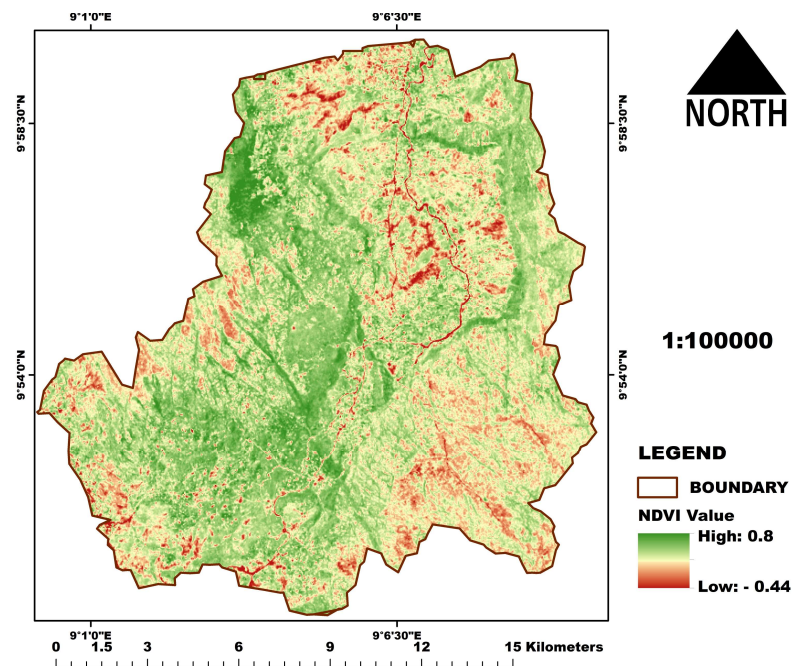 9°1'0"E 9°6'30"E
NORTH
9°58'30"N 9°58'30"N
1:100000
9°54'0"N 9°54'0"N
LEGEND
BOUNDARY
NDVI Value
High: 0.8
Low: - 0.44
9°1'0"E 9°6'30"E
0 1.5 3 6 9 12 15 Kilometers